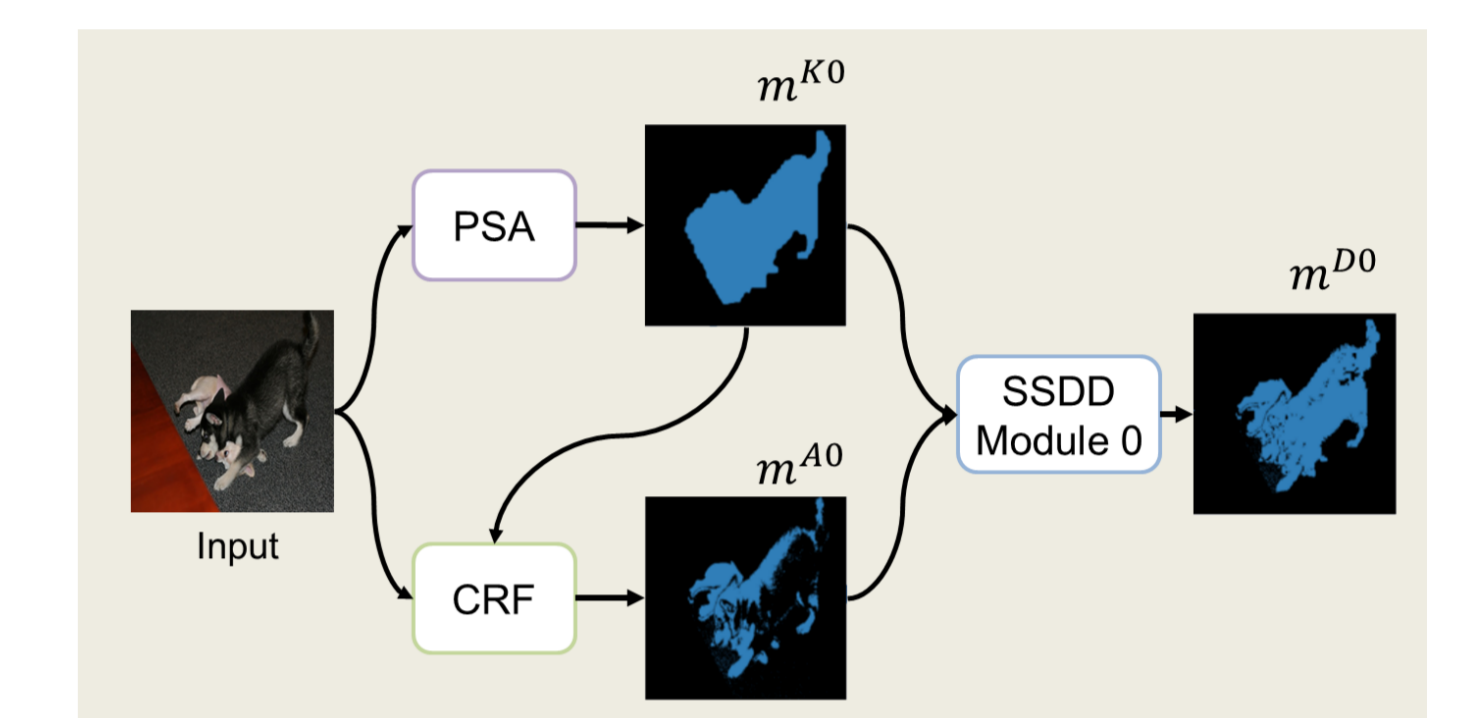 m^{K0}
PSA
m^{D0}
SSDD
Module 0
m^{A0}
Input
CRF